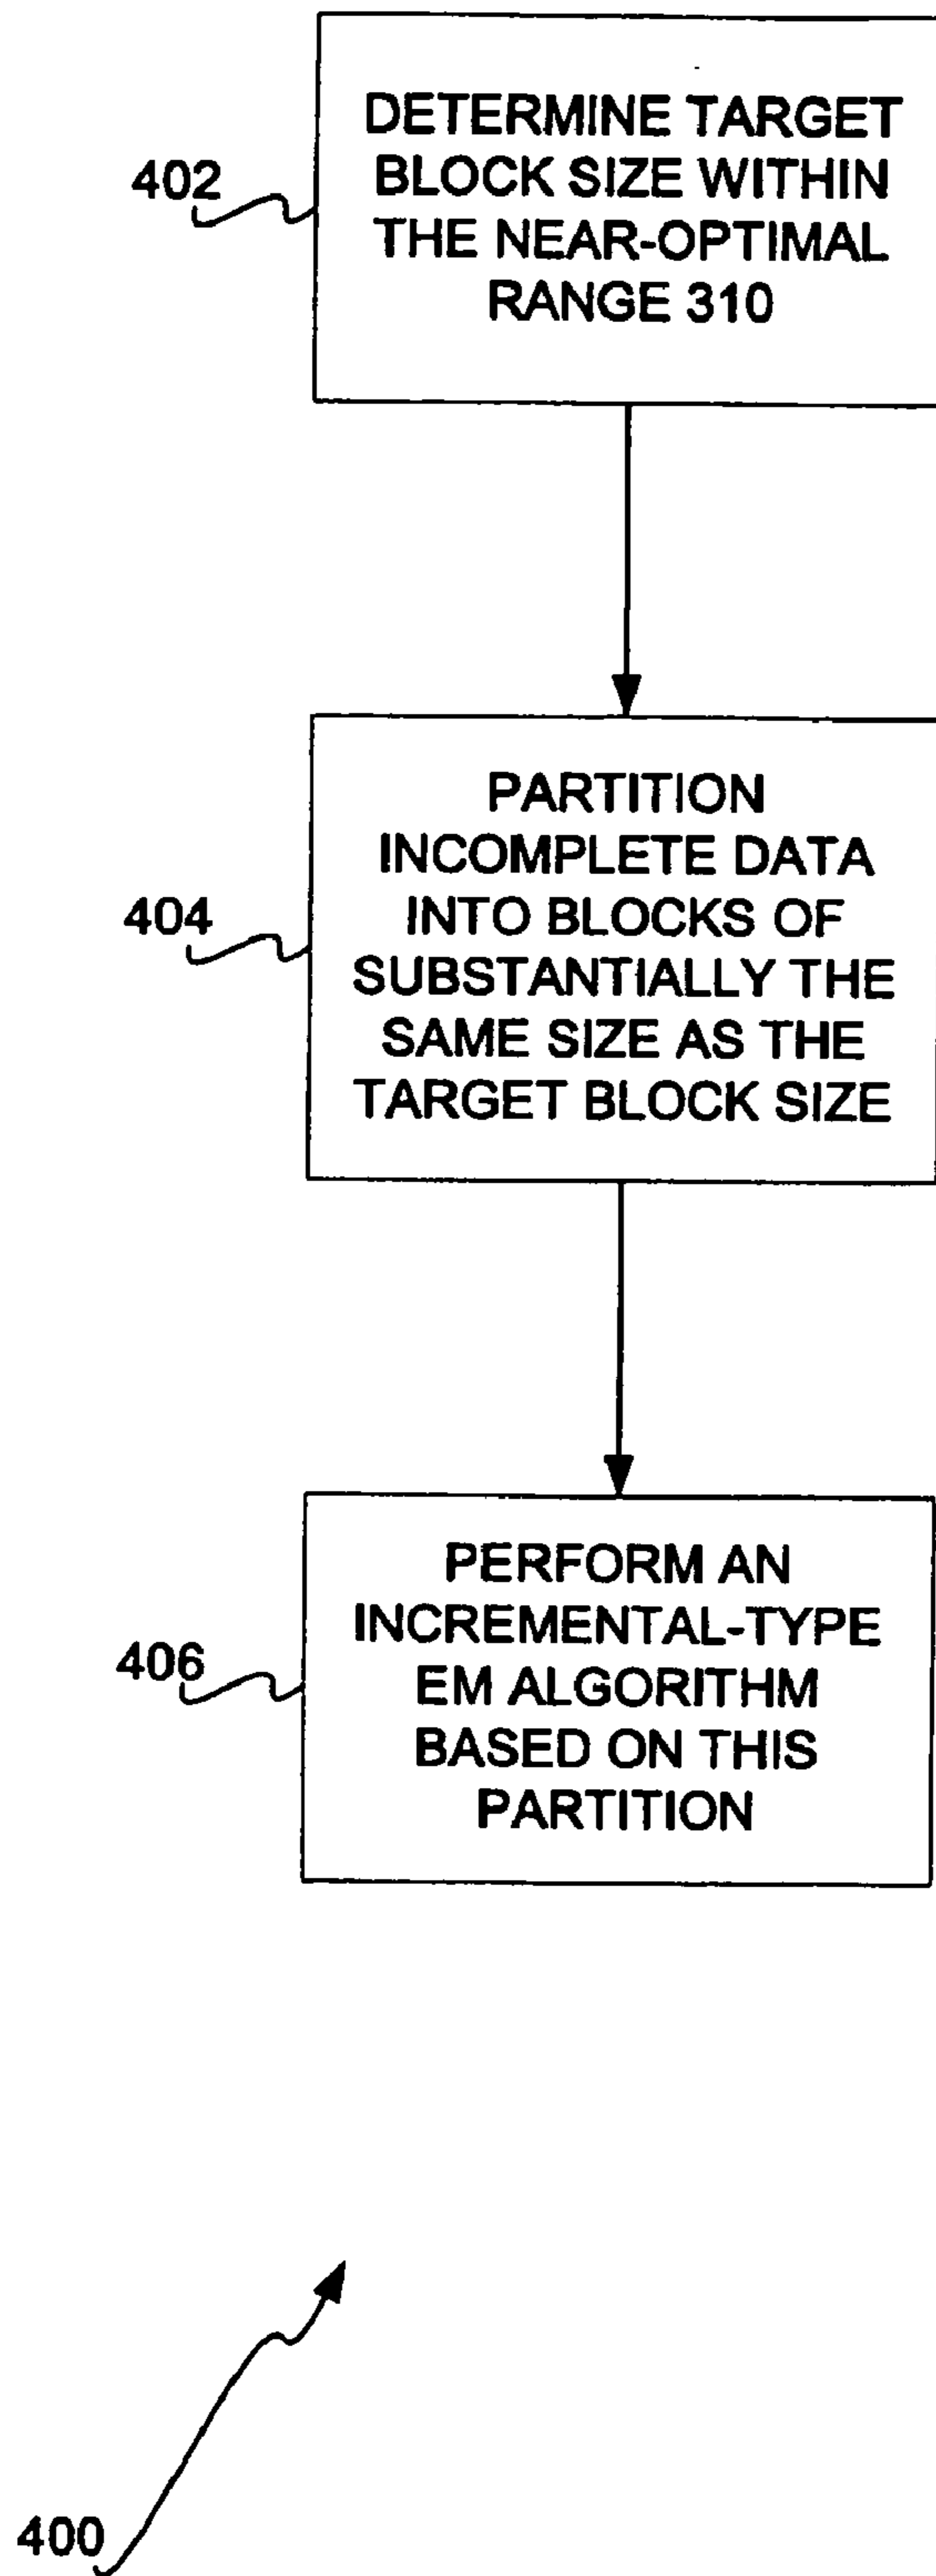 DETERMINE TARGET
BLOCK SIZE WITHIN
THE NEAR-OPTIMAL
RANGE 310
402
PARTITION
INCOMPLETE DATA
INTO BLOCKS OF
SUBSTANTIALLY THE
SAME SIZE AS THE
TARGET BLOCK SIZE
404
PERFORM AN
INCREMENTAL-TYPE
EM ALGORITHM
BASED ON THIS
PARTITION
406
400